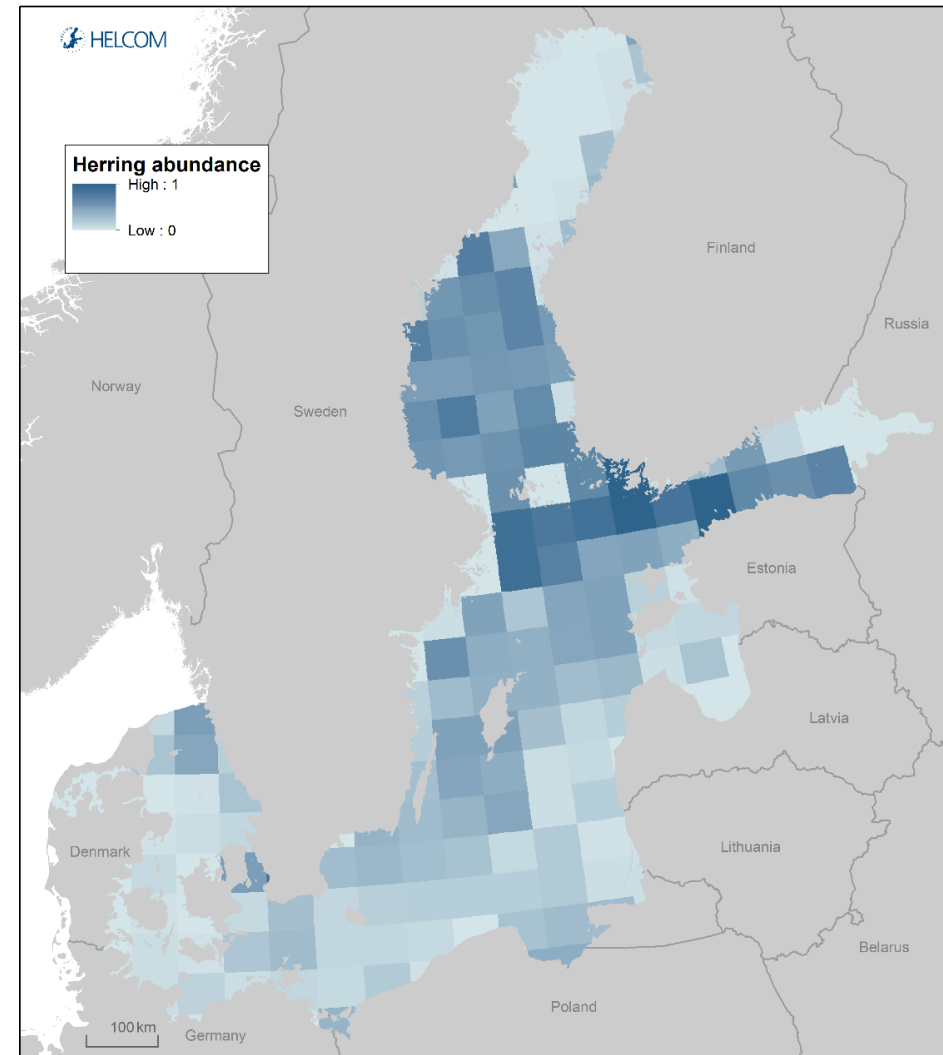 HELCOM
Herring abundance
High : 1
Low : 0
Finland
Russia
Norway
Sweden
Estonia
Latvia
Denmark
Lithuania
Belarus
Poland
100 km
Germany